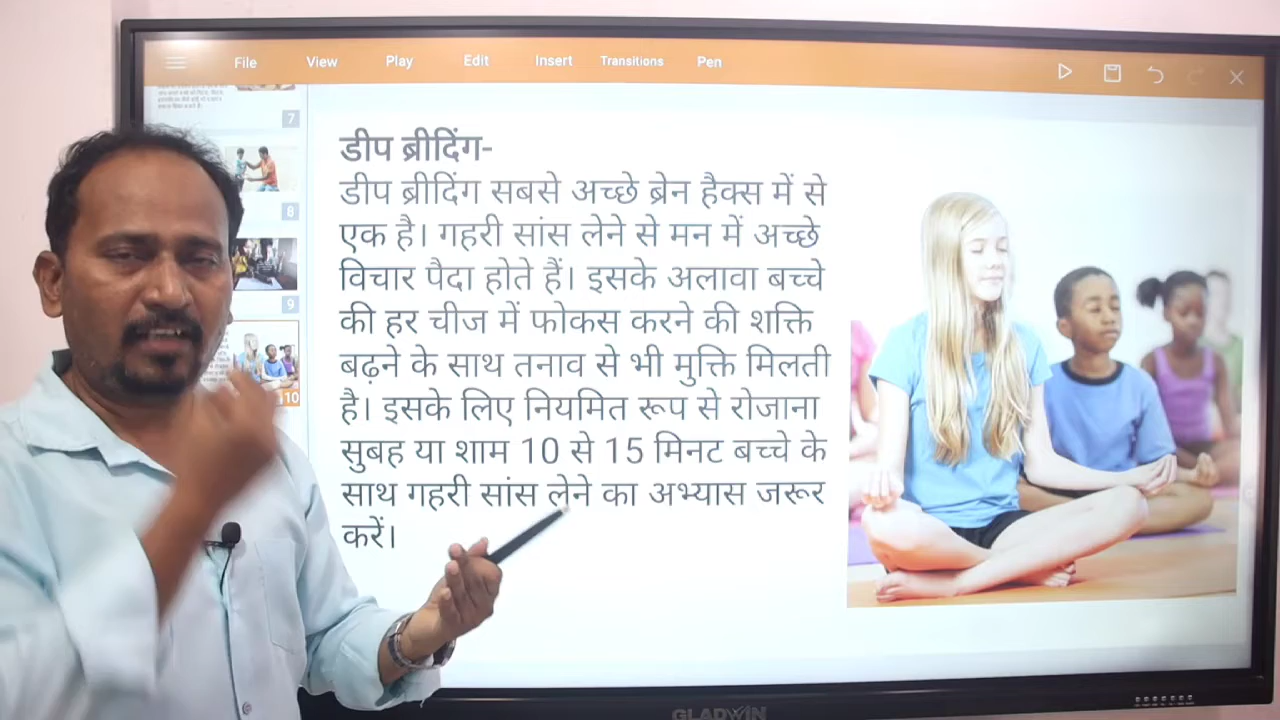 File View Play Edit Insert Transitions Pen
7
8
9
10
डीप ब्रीदिंग-
डीप ब्रीदिंग सबसे अच्छे ब्रेन हैक्स में से
एक है। गहरी सांस लेने से मन में अच्छे
विचार पैदा होते हैं। इसके अलावा बच्चे
की हर चीज में फोकस करने की शक्ति
बढ़ने के साथ तनाव से भी मुक्ति मिलती
है। इसके लिए नियमित रूप से रोजाना
सुबह या शाम 10 से 15 मिनट बच्चे के
साथ गहरी सांस लेने का अभ्यास जरूर
करें।
GLADWIN